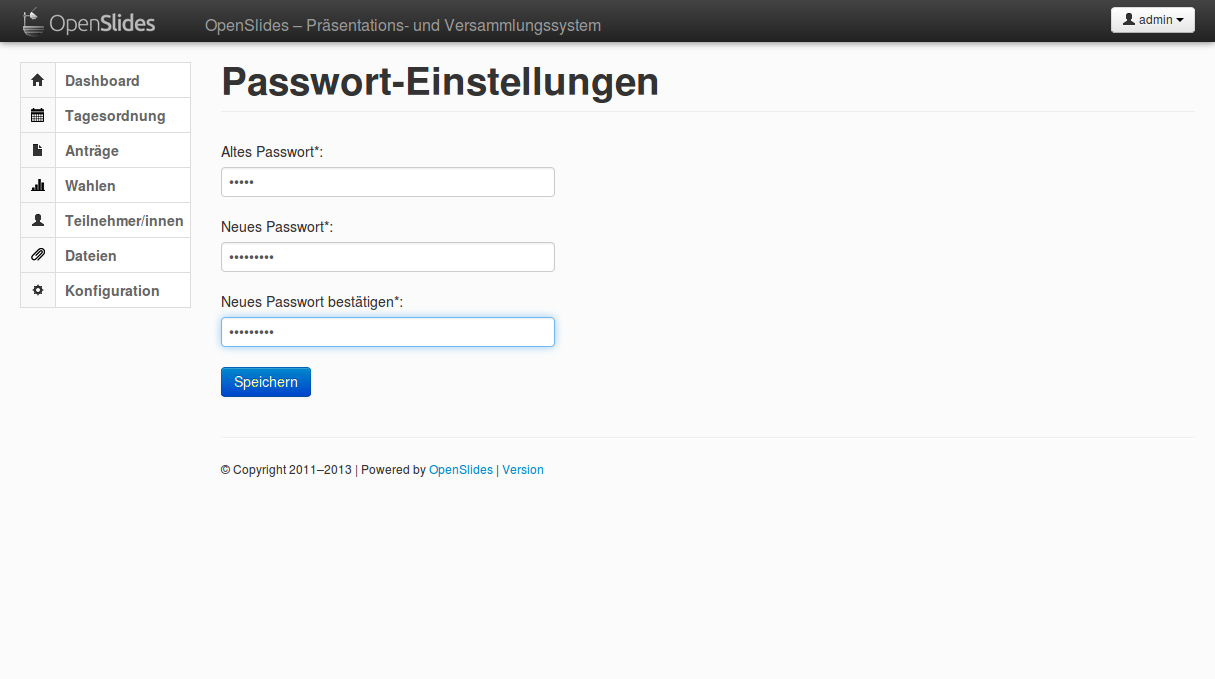 OpenSlides
OpenSlides – Präsentations- und Versammlungssystem
admin
Dashboard
Tagesordnung
Anträge
Wahlen
Teilnehmer/innen
Dateien
Konfiguration
Passwort-Einstellungen
Altes Passwort*:
•••••
Neues Passwort*:
•••••••••
Neues Passwort bestätigen*:
•••••••••
Speichern
© Copyright 2011–2013 | Powered by OpenSlides | Version